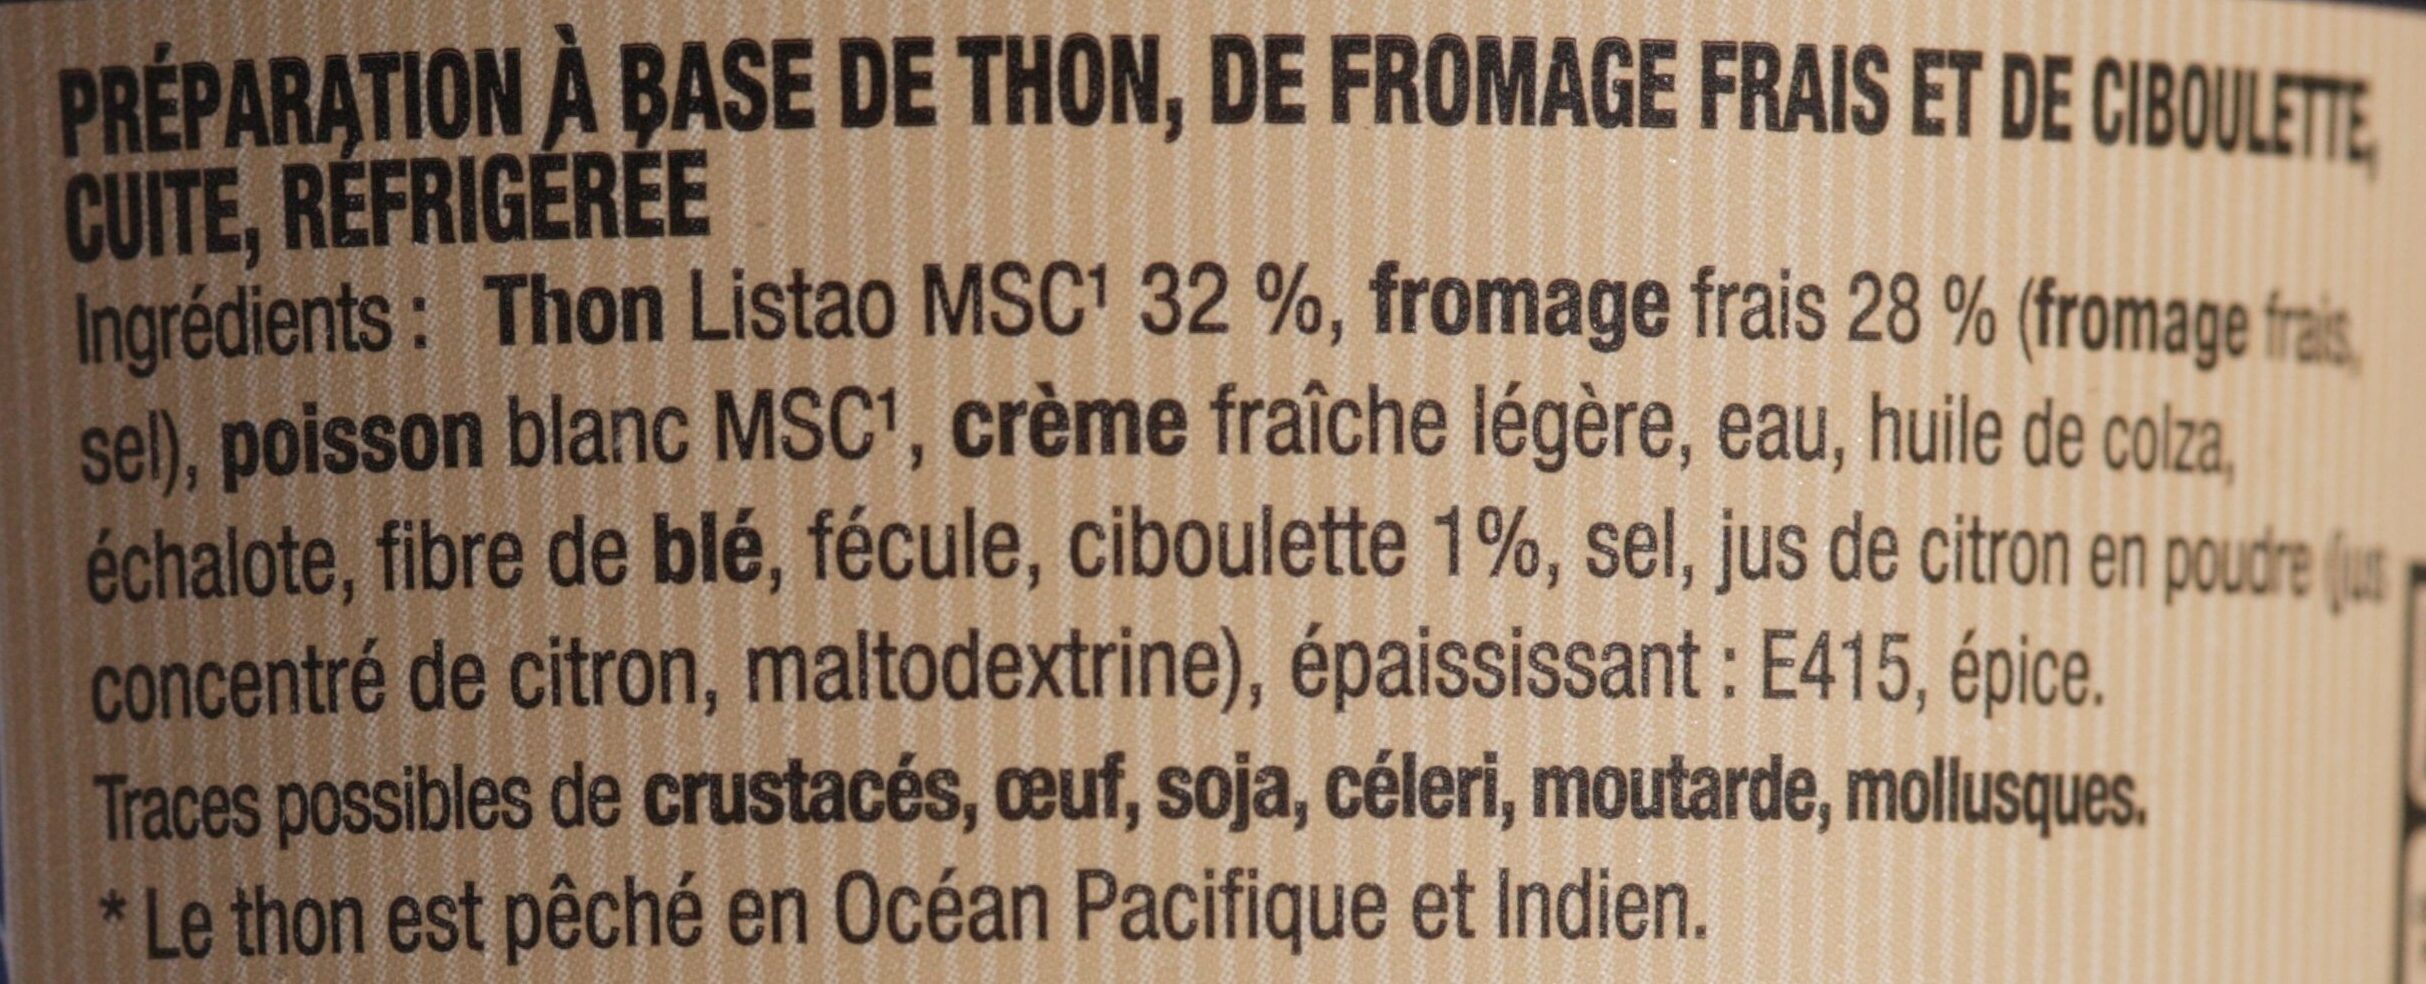 PRÉPARATION À BASE DE THON, DE FROMAGE FRAIS ET DE CIBOULETTE,
CUITE, RÉFRIGÉRÉE
Ingrédients : Thon Listao MSC¹ 32 %, fromage frais 28 % (fromage frais,
sel), poisson blanc MSC¹, crème fraîche légère, eau, huile de colza,
échalote, fibre de blé, fécule, ciboulette 1%, sel, jus de citron en poudre (jus
concentré de citron, maltodextrine), épaississant : E415, épice.
Traces possibles de crustacés, œuf, soja, céleri, moutarde, mollusques.
* Le thon est pêché en Océan Pacifique et Indien.